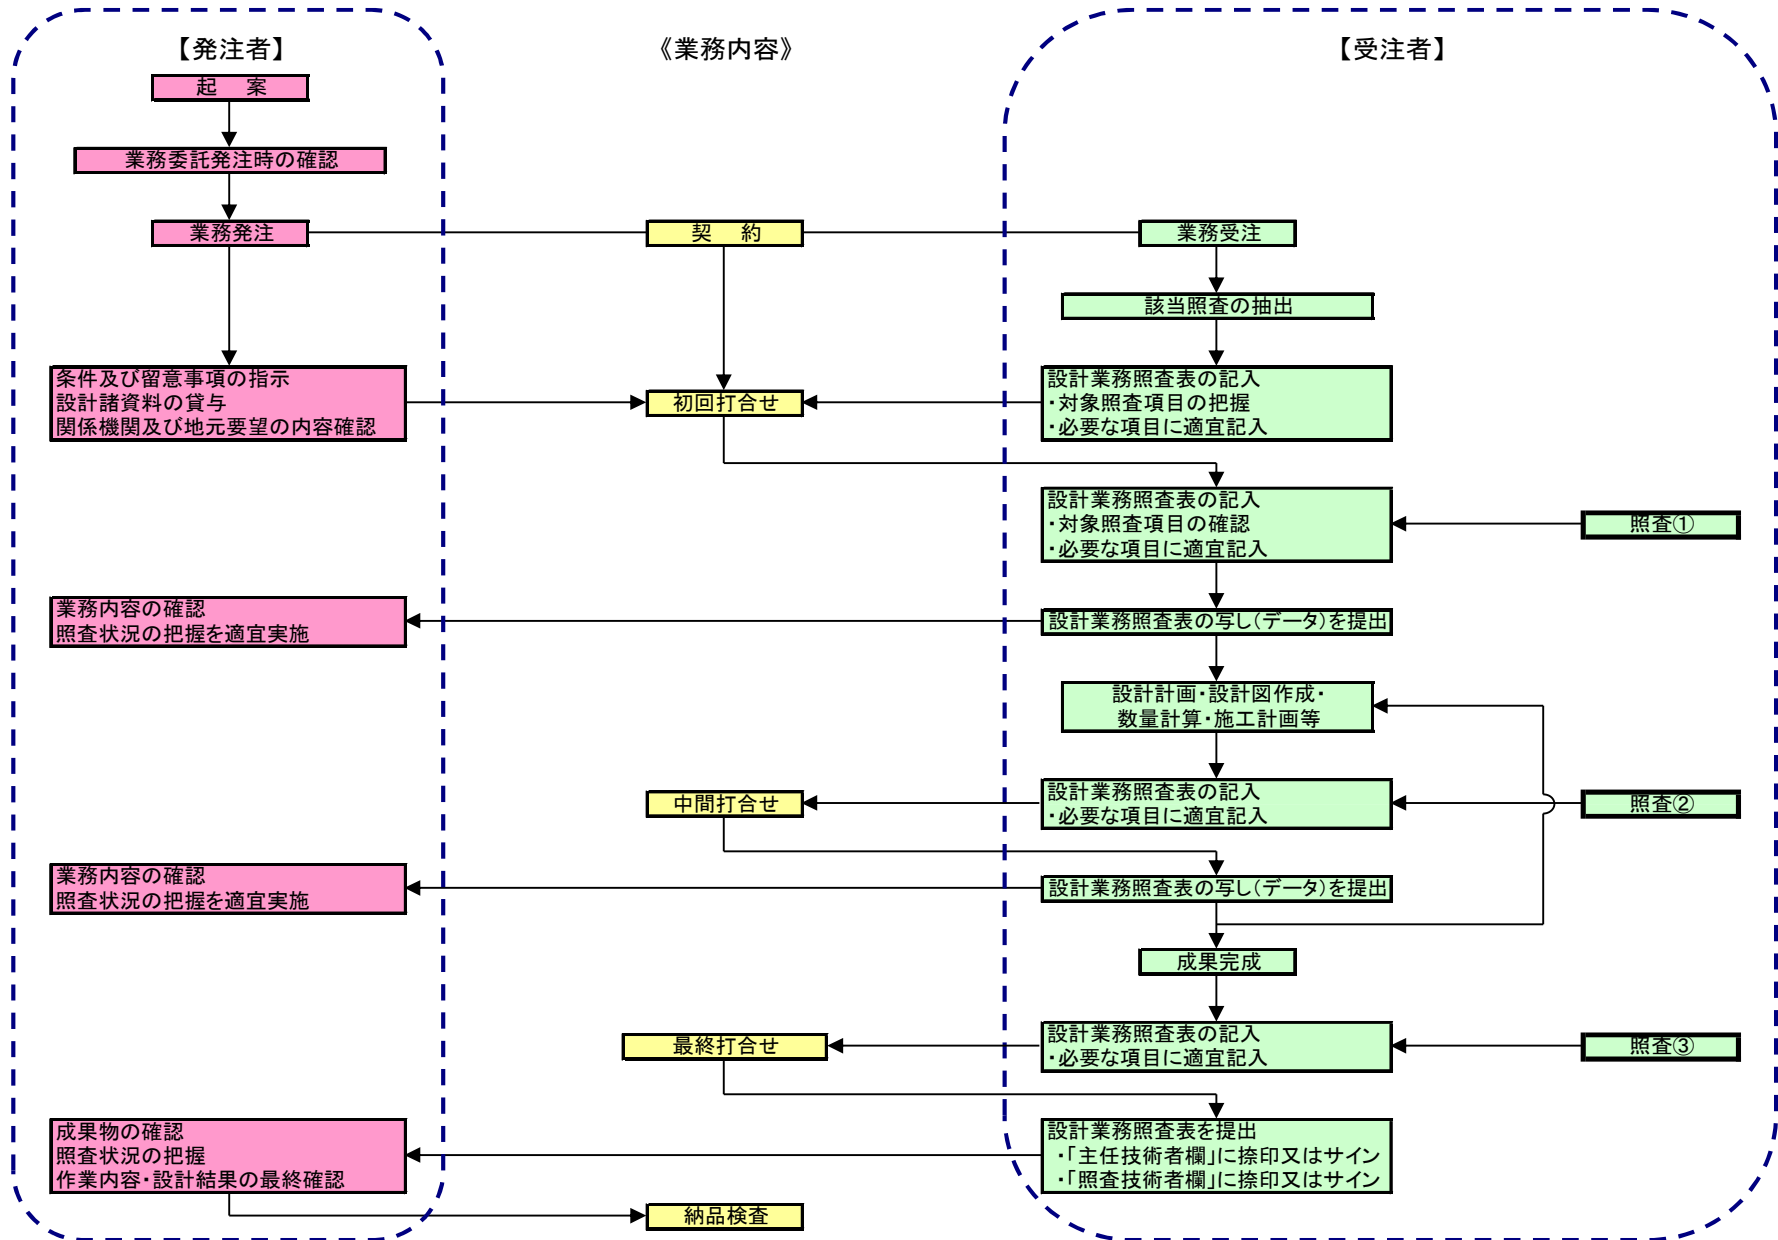 【発注者】
《業務内容》
【受注者】
起　案
業務委託発注時の確認
業務発注
契　約
業務受注
該当照査の抽出
条件及び留意事項の指示
設計諸資料の貸与
関係機関及び地元要望の内容確認
初回打合せ
設計業務照査表の記入
・対象照査項目の把握
・必要な項目に適宜記入
設計業務照査表の記入
・対象照査項目の確認
・必要な項目に適宜記入
照査①
業務内容の確認
照査状況の把握を適宜実施
設計業務照査表の写し（データ）を提出
設計計画・設計図作成・
数量計算・施工計画等
中間打合せ
設計業務照査表の記入
・必要な項目に適宜記入
照査②
業務内容の確認
照査状況の把握を適宜実施
設計業務照査表の写し（データ）を提出
成果完成
最終打合せ
設計業務照査表の記入
・必要な項目に適宜記入
照査③
成果物の確認
照査状況の把握
作業内容・設計結果の最終確認
設計業務照査表を提出
・「主任技術者欄」に捺印又はサイン
・「照査技術者欄」に捺印又はサイン
納品検査